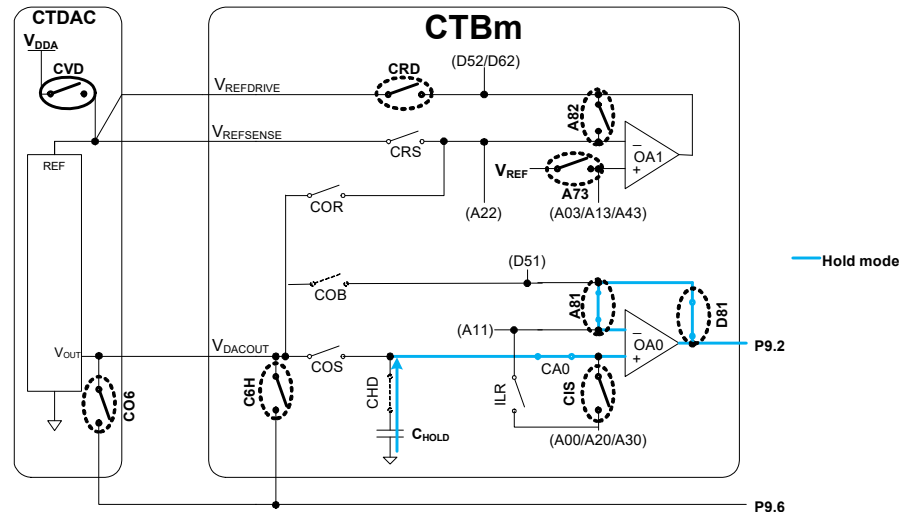 CTDAC
CTBm
VDDA
CVD
VREFDRIVE
CRD
(D52/D62)
A82
VREFSENSE
CRS
REF
OA1
VREF
A73
COR
(A22)
(A03/A13/A43)
Hold mode
(D51)
COB
A81
D81
(A11)
OA0
VOUT
VDACOUT
COS
CA0
P9.2
CO6
C6H
CHD
ILR
CIS
CHOLD
(A00/A20/A30)
P9.6